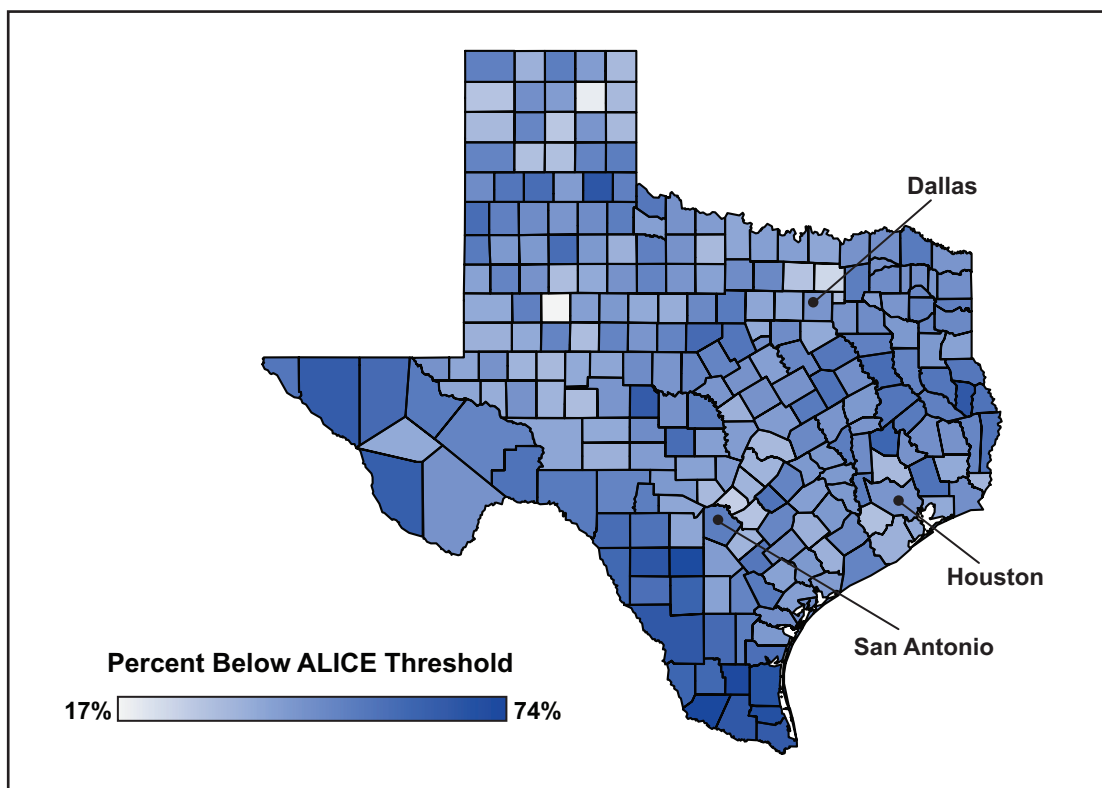 Dallas
Houston
San Antonio
Percent Below ALICE Threshold
17%
74%